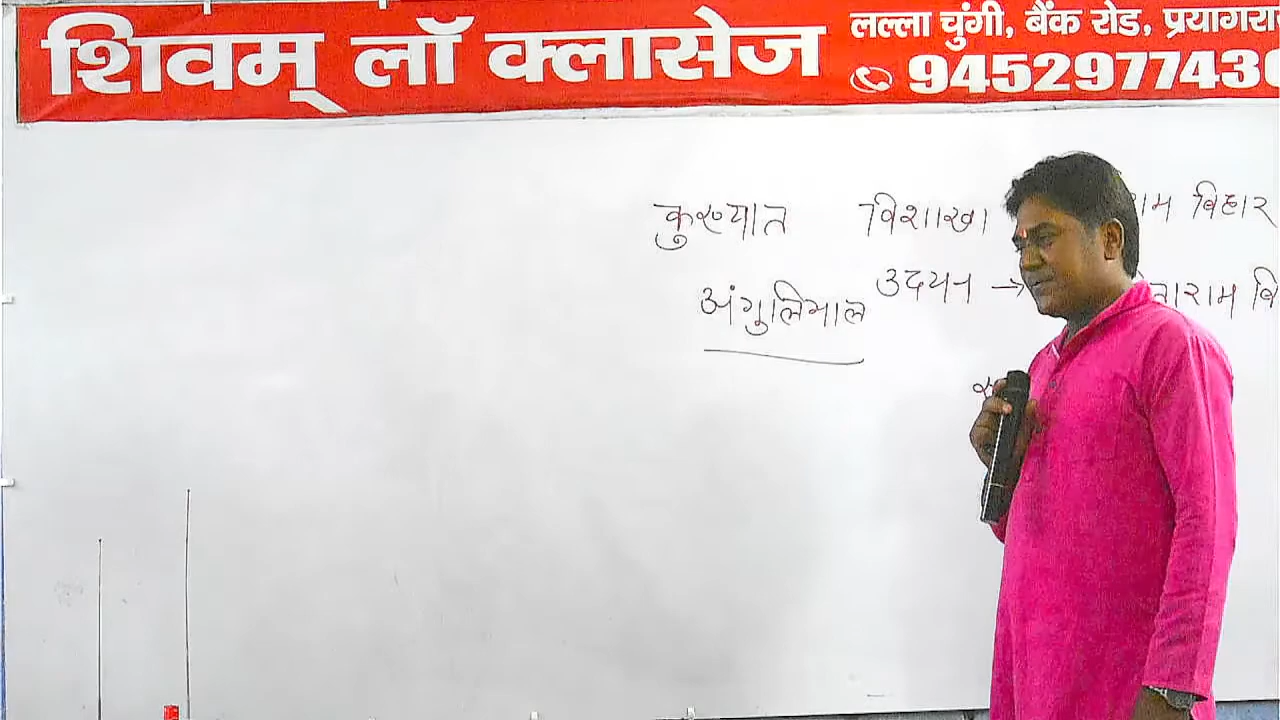 शिवम् लॉ क्लासेज
लल्ला चुंगी, बैंक रोड, प्रयागरा
945297743
कुख्यात विशाखा राम विहार
उदयन →
अंगुलिमाल ताराम वि